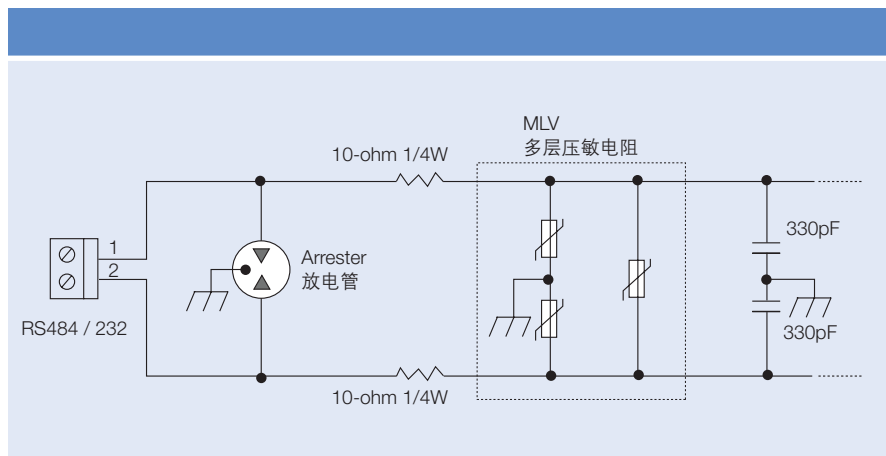 MLV
多层压敏电阻
10-ohm 1/4W
330pF
1
Arrester
2
放电管
RS484 / 232
330pF
10-ohm 1/4W